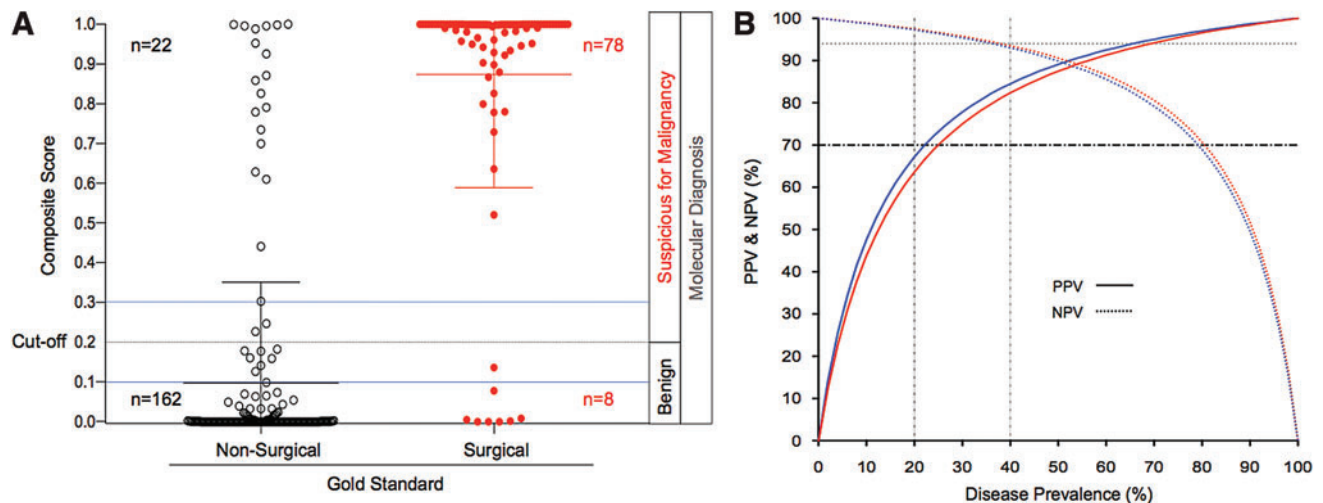 A
Composite Score
1.0
0.9
0.8
0.7
0.6
0.5
0.4
0.3
Cut-off
0.2
0.1
0.0
n=22
n=78
n=162
n=8
Suspicious for Malignancy
Benign
Molecular Diagnosis
Non-Surgical
Surgical
Gold Standard
B
PPV & NPV (%)
100
90
80
70
60
50
40
30
20
10
0
PPV
NPV
0 10 20 30 40 50 60 70 80 90 100
Disease Prevalence (%)